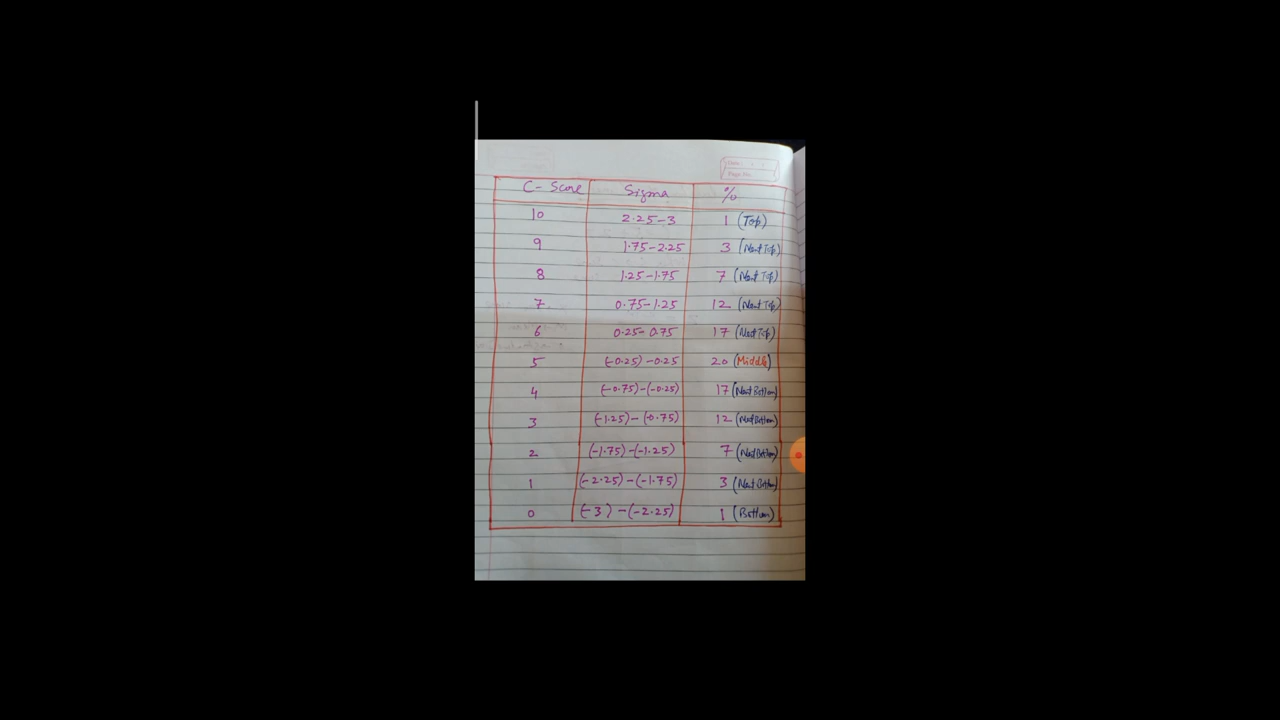 Date :
Page No.
C- Score Sigma %
10 2.25-3 1 (Top)
9 1.75-2.25 3 (Next Top)
8 1.25-1.75 7 (Next Top)
7 0.75-1.25 12 (Next Top)
6 0.25-0.75 17 (Next Top)
5 (-0.25) -0.25 20 (Middle)
4 (-0.75)-(-0.25) 17 (Next Bottom)
3 (-1.25)-(-0.75) 12 (Next Bottom)
2 (-1.75)-(-1.25) 7 (Next Bottom)
1 (-2.25)-(-1.75) 3 (Next Bottom)
0 (-3)-(-2.25) 1 (Bottom)